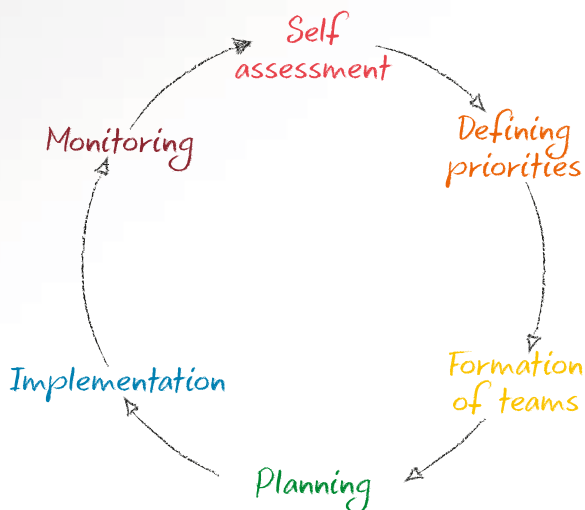 Self
assessment
Defining
priorities
Formation
of teams
Planning
Implementation
Monitoring